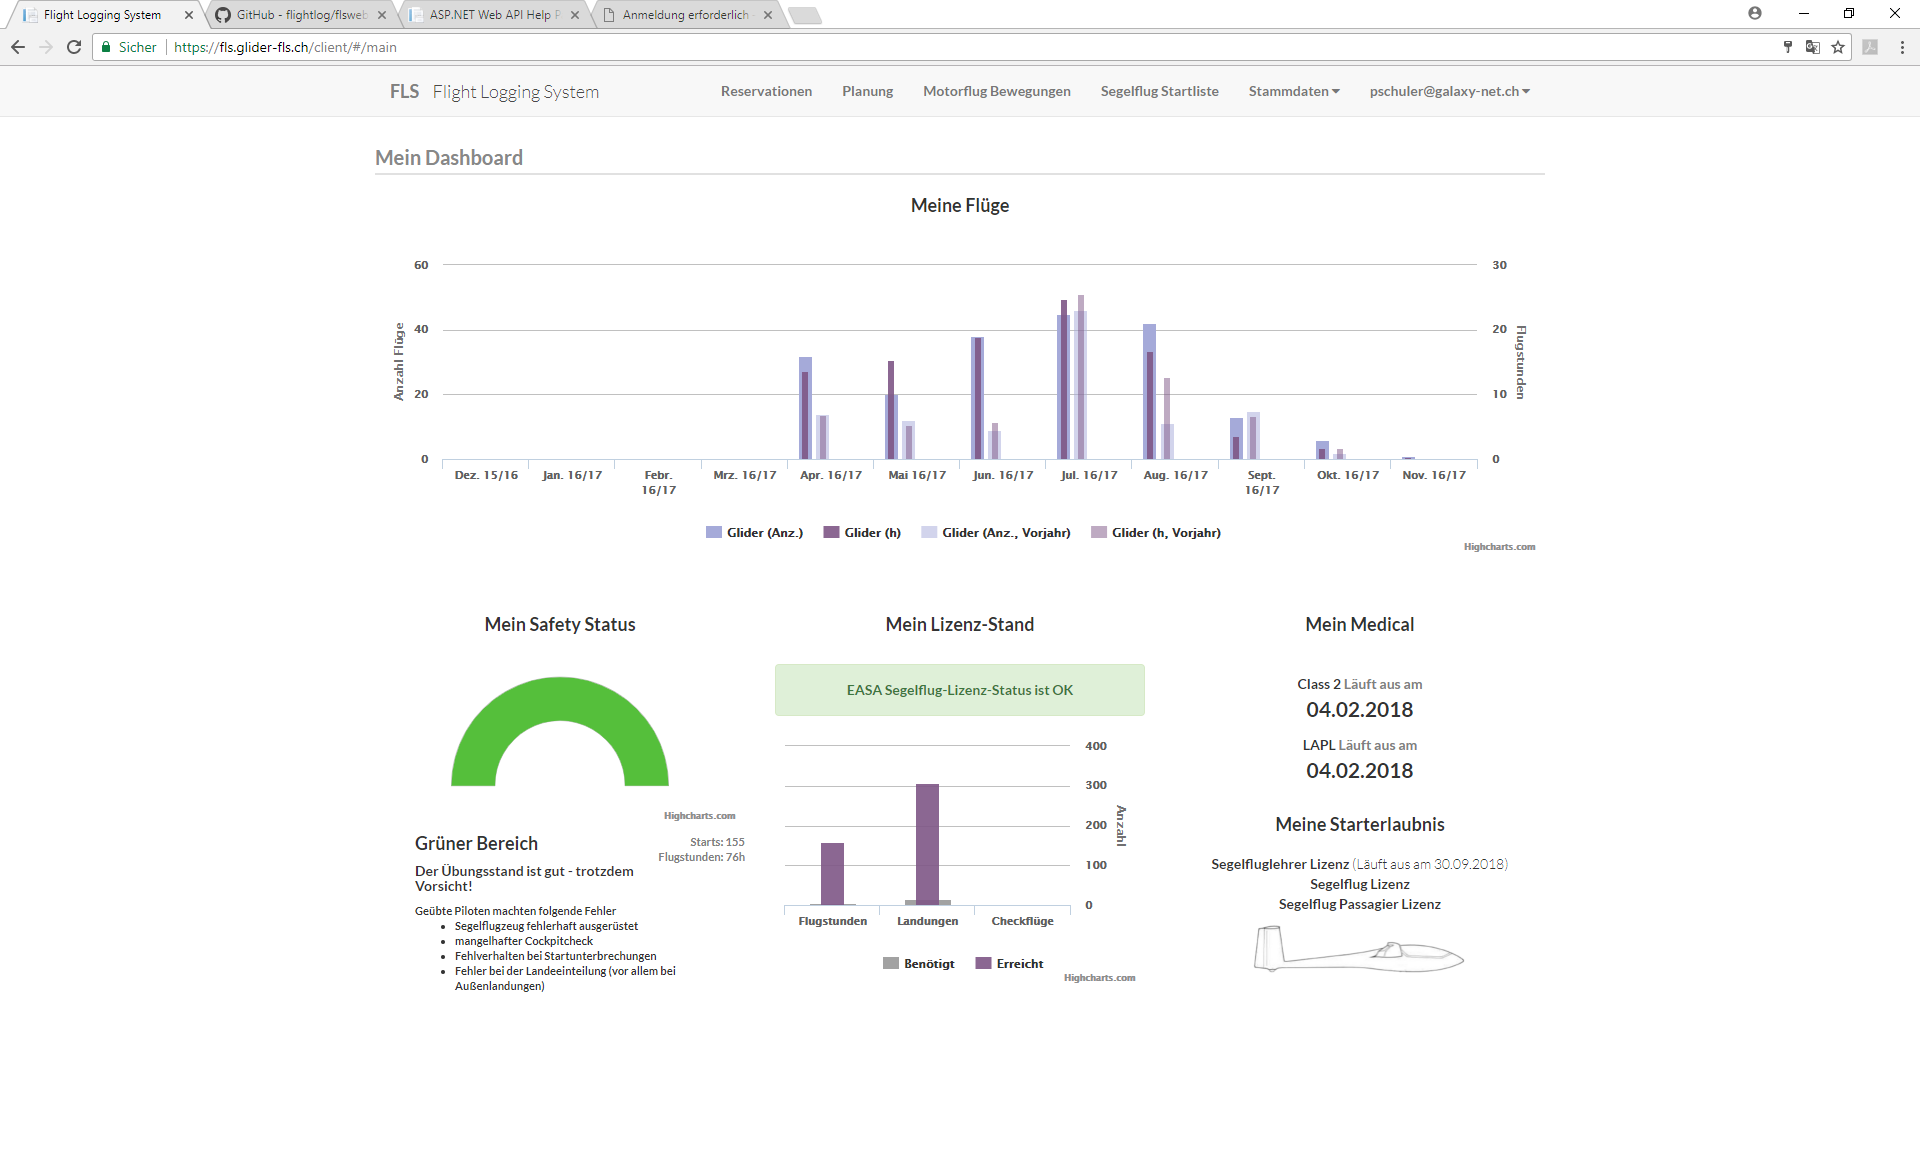 Flight Logging System
GitHub - flightlog/flsweb
ASP.NET Web API Help P
Anmeldung erforderlich
Sicher
https://fls.glider-fls.ch/client/#/main
FLS Flight Logging System
Reservationen
Planung
Motorflug Bewegungen
Segelflug Startliste
Stammdaten
pschuler@galaxy-net.ch
Mein Dashboard
Meine Flüge
60
40
20
0
Anzahl Flüge
30
20
10
0
Flugstunden
Dez. 15/16
Jan. 16/17
Febr. 16/17
Mrz. 16/17
Apr. 16/17
Mai 16/17
Jun. 16/17
Jul. 16/17
Aug. 16/17
Sept. 16/17
Okt. 16/17
Nov. 16/17
Glider (Anz.)
Glider (h)
Glider (Anz., Vorjahr)
Glider (h, Vorjahr)
Highcharts.com
Mein Safety Status
Highcharts.com
Grüner Bereich
Starts: 155
Flugstunden: 76h
Der Übungsstand ist gut - trotzdem
Vorsicht!
Geübte Piloten machten folgende Fehler
Segelflugzeug fehlerhaft ausgerüstet
mangelhafter Cockpitcheck
Fehlverhalten bei Startunterbrechungen
Fehler bei der Landeeinteilung (vor allem bei
Außenlandungen)
Mein Lizenz-Stand
EASA Segelflug-Lizenz-Status ist OK
400
300
200
100
0
Anzahl
Flugstunden
Landungen
Checkflüge
Benötigt
Erreicht
Highcharts.com
Mein Medical
Class 2 Läuft aus am
04.02.2018
LAPL Läuft aus am
04.02.2018
Meine Starterlaubnis
Segelfluglehrer Lizenz (Läuft aus am 30.09.2018)
Segelflug Lizenz
Segelflug Passagier Lizenz